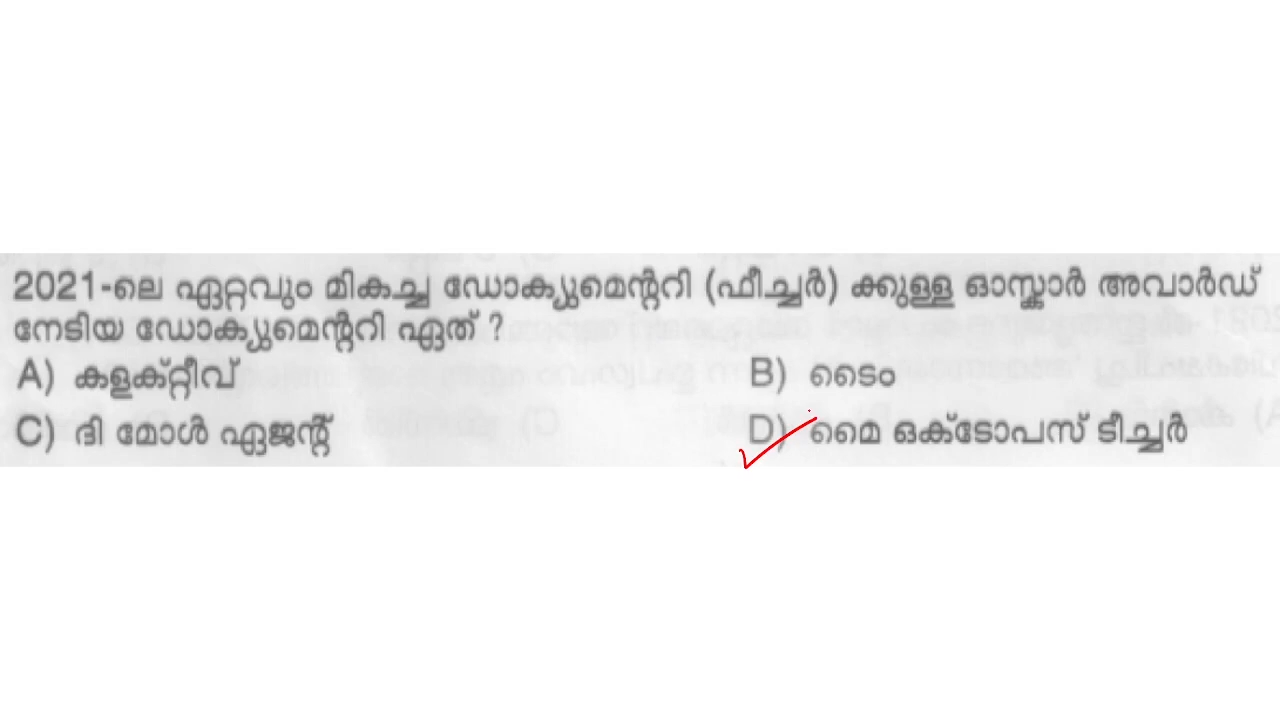 2021-ലെ ഏറ്റവും മികച്ച ഡോക്യുമെന്ററി (ഫീച്ചർ) ക്കുള്ള ഓസ്കാർ അവാർഡ്
നേടിയ ഡോക്യുമെന്ററി ഏത് ?
A) കളക്റ്റീവ് B) ടൈം
C) ദി മോൾ ഏജന്റ് D) മൈ ഒക്ടോപസ് ടീച്ചർ